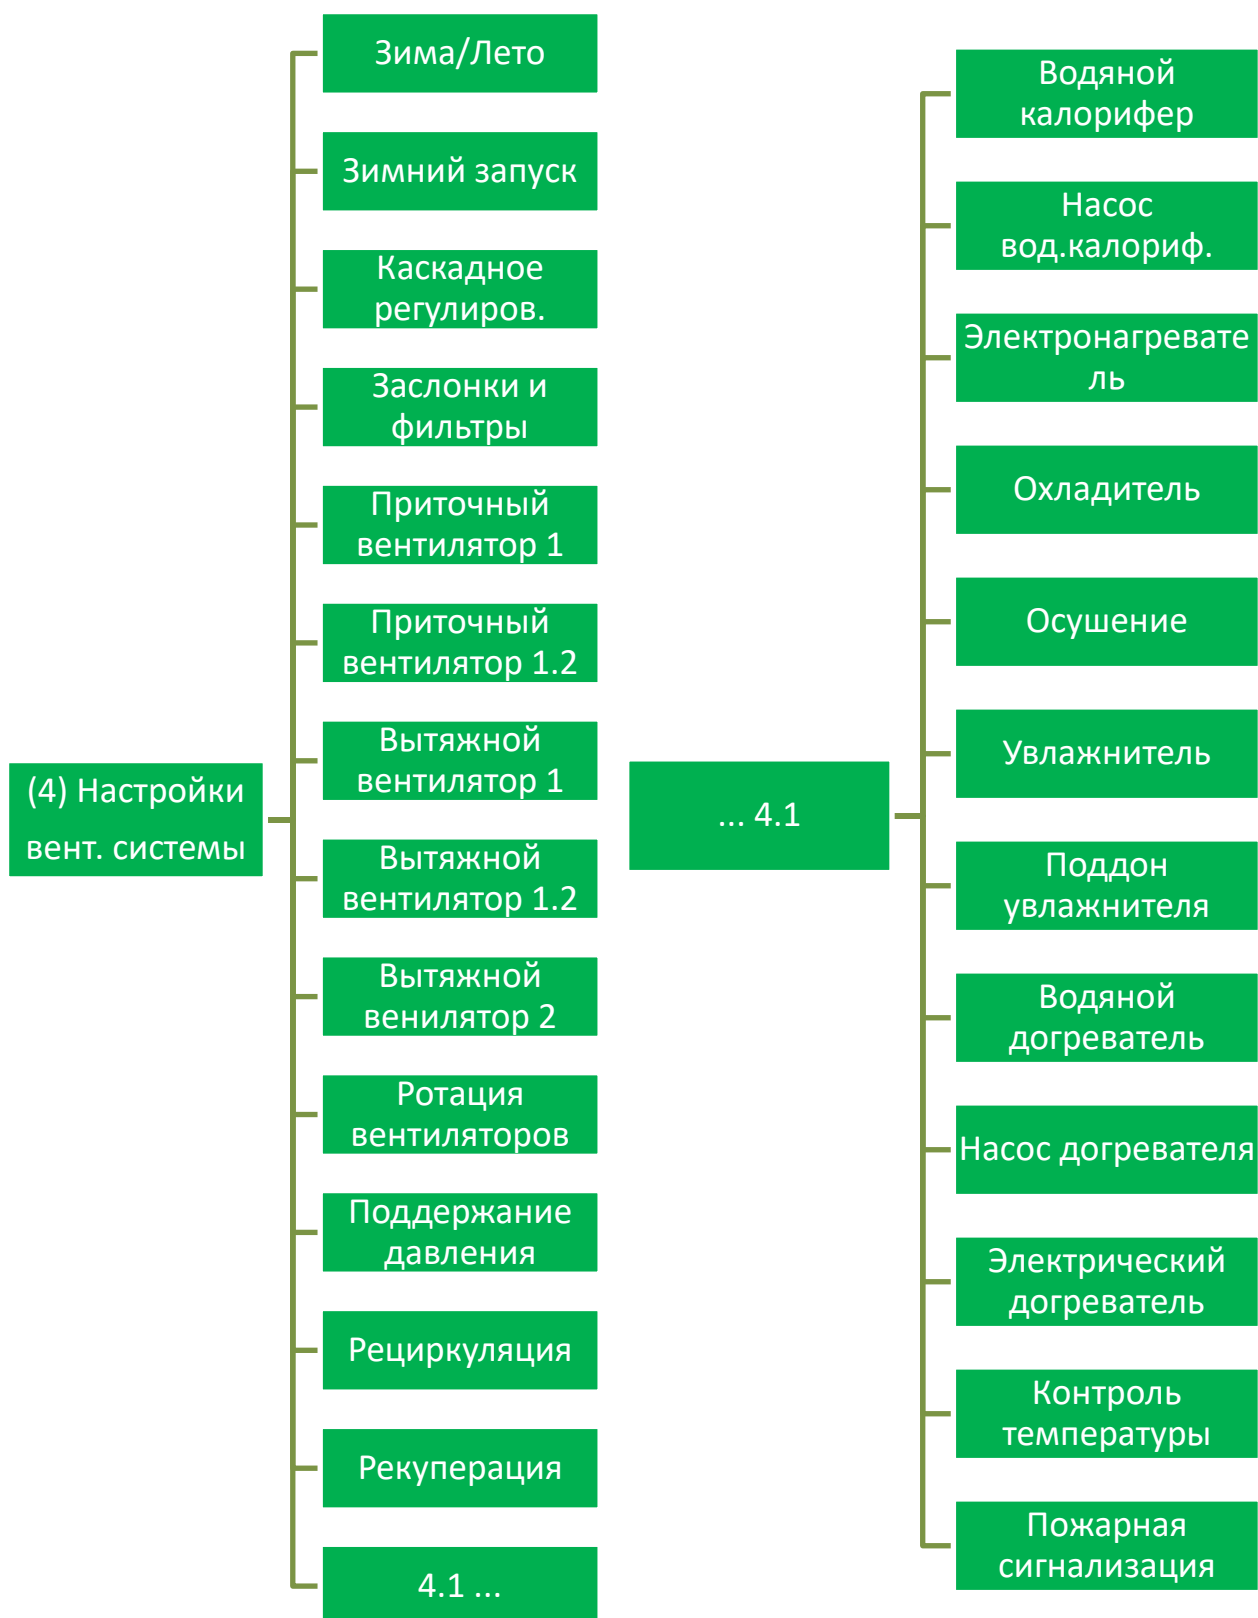 (4) Настройки
вент. системы
Зима/Лето
Зимний запуск
Каскадное
регулиров.
Заслонки и
фильтры
Приточный
вентилятор 1
Приточный
вентилятор 1.2
Вытяжной
вентилятор 1
Вытяжной
вентилятор 1.2
Вытяжной
венилятор 2
Ротация
вентиляторов
Поддержание
давления
Рециркуляция
Рекуперация
4.1 ...
... 4.1
Водяной
калорифер
Насос
вод.калориф.
Электронагревате
ль
Охладитель
Осушение
Увлажнитель
Поддон
увлажнителя
Водяной
догреватель
Насос догревателя
Электрический
догреватель
Контроль
температуры
Пожарная
сигнализация